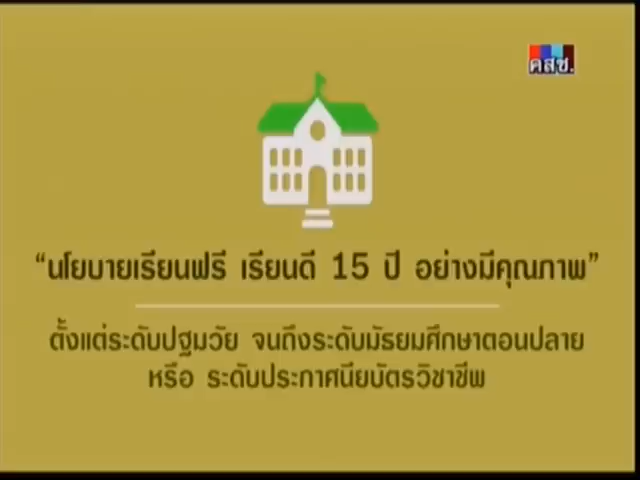 คสช.
“นโยบายเรียนฟรี เรียนดี 15 ปี อย่างมีคุณภาพ”
ตั้งแต่ระดับปฐมวัย จนถึงระดับมัธยมศึกษาตอนปลาย
หรือ ระดับประกาศนียบัตรวิชาชีพ